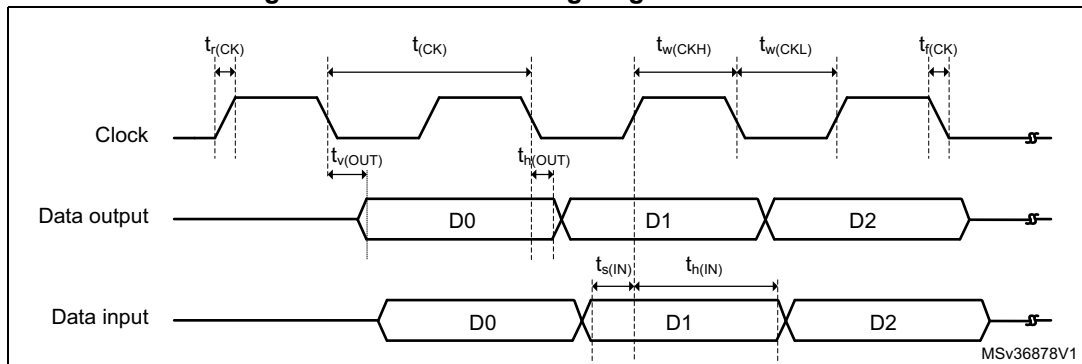 t_r(CK) t_(CK) t_w(CKH) t_w(CKL) t_f(CK)
Clock
t_v(OUT) t_h(OUT)
Data output D0 D1 D2
t_s(IN) t_h(IN)
Data input D0 D1 D2
MSv36878V1